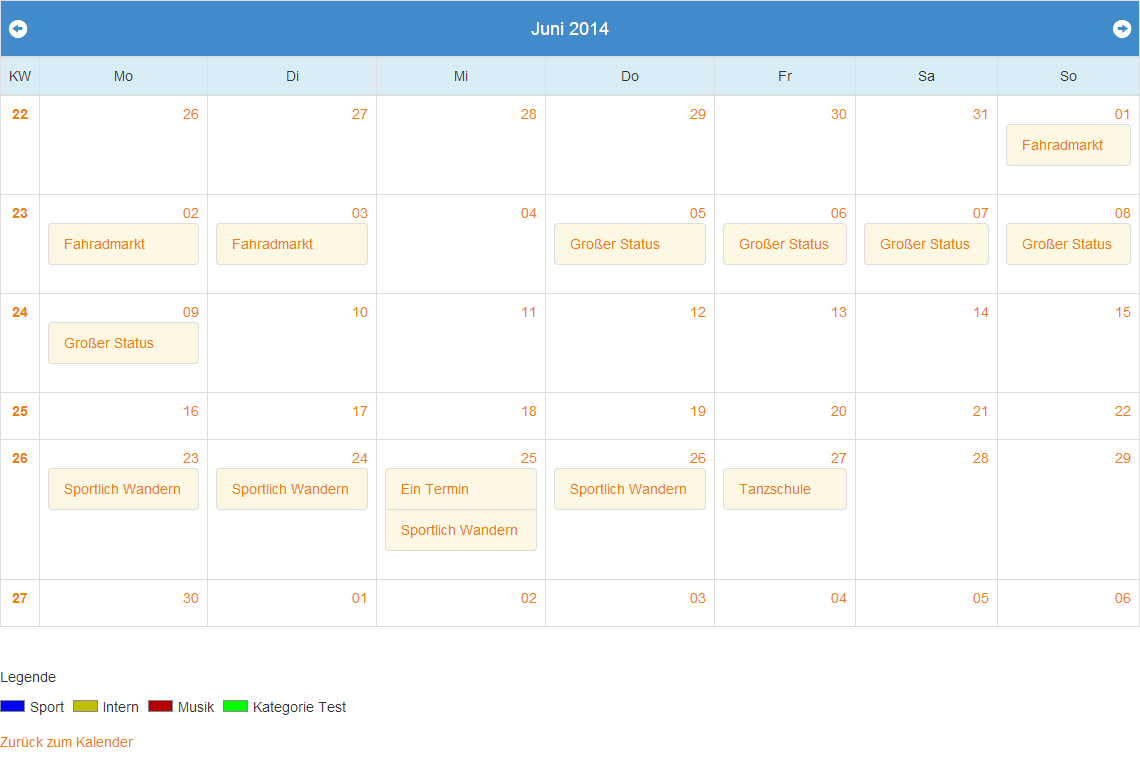 Juni 2014
KW Mo Di Mi Do Fr Sa So
22 26 27 28 29 30 31 01
Fahradmarkt
23 02 03 04 05 06 07 08
Fahradmarkt Fahradmarkt Großer Status Großer Status Großer Status Großer Status
24 09 10 11 12 13 14 15
Großer Status
25 16 17 18 19 20 21 22
26 23 24 25 26 27 28 29
Sportlich Wandern Sportlich Wandern Ein Termin Sportlich Wandern Tanzschule
Sportlich Wandern
27 30 01 02 03 04 05 06
Legende
Sport Intern Musik Kategorie Test
Zurück zum Kalender